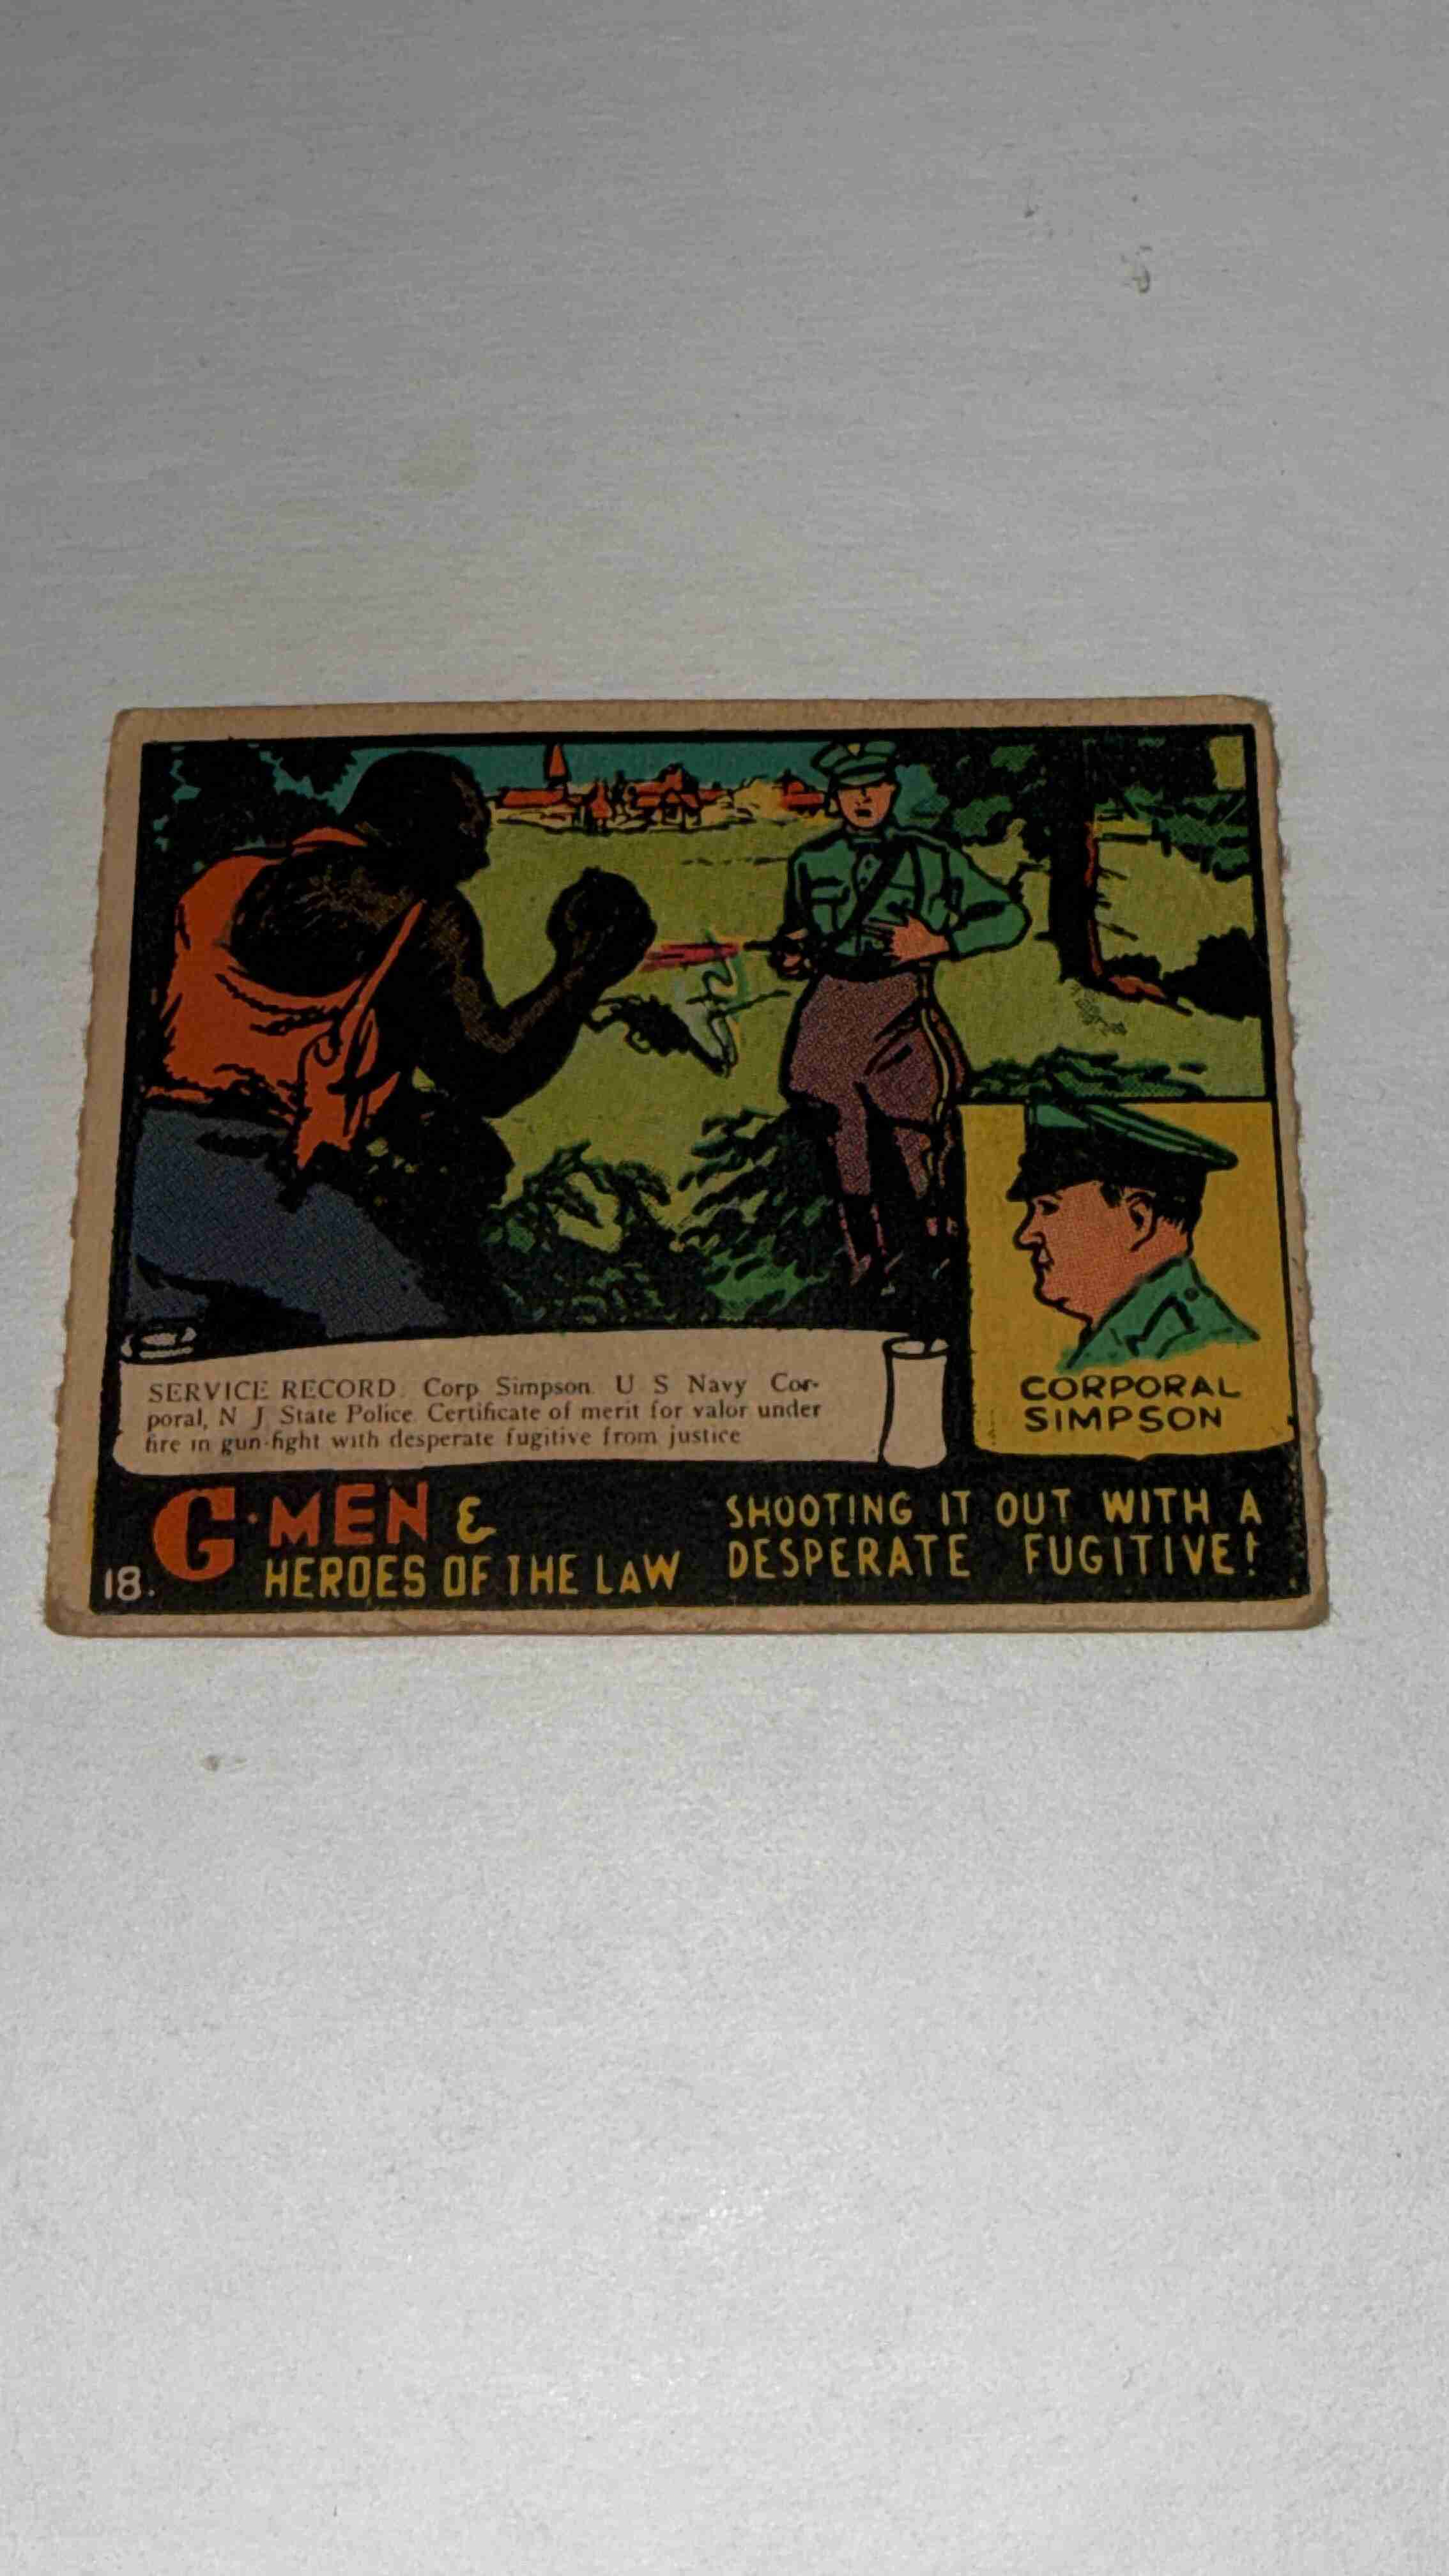 SERVICE RECORD. Corp Simpson. U S Navy Cor-
poral, N J State Police. Certificate of merit for valor under
fire in gun-fight with desperate fugitive from justice
CORPORAL
SIMPSON
G-MEN &
HEROES OF THE LAW
SHOOTING IT OUT WITH A
DESPERATE FUGITIVE!
18.